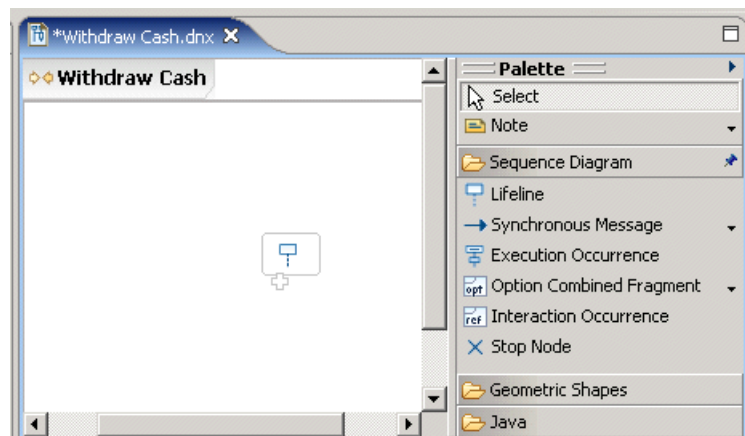 *Withdraw Cash.dnx
Withdraw Cash
Palette
Select
Note
Sequence Diagram
Lifeline
Synchronous Message
Execution Occurrence
opt Option Combined Fragment
ref Interaction Occurrence
Stop Node
Geometric Shapes
Java